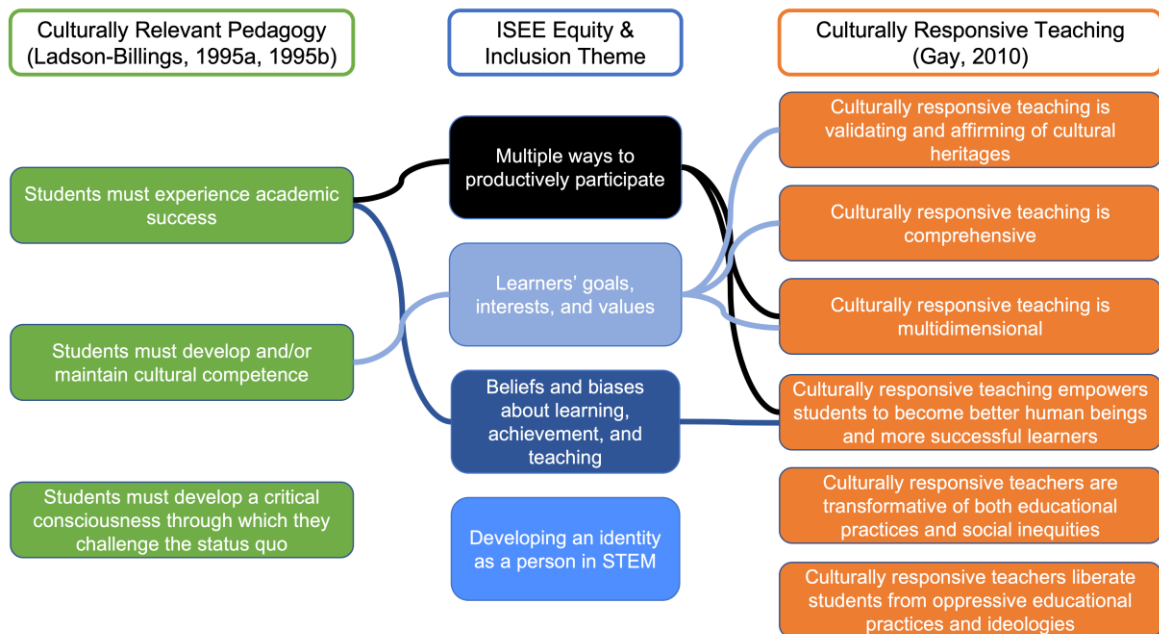 Culturally Relevant Pedagogy
(Ladson-Billings, 1995a, 1995b)
Students must experience academic
success
Students must develop and/or
maintain cultural competence
Students must develop a critical
consciousness through which they
challenge the status quo
ISEE Equity &
Inclusion Theme
Multiple ways to
productively participate
Learners' goals,
interests, and values
Beliefs and biases
about learning,
achievement, and
teaching
Developing an identity
as a person in STEM
Culturally Responsive Teaching
(Gay, 2010)
Culturally responsive teaching is
validating and affirming of cultural
heritages
Culturally responsive teaching is
comprehensive
Culturally responsive teaching is
multidimensional
Culturally responsive teaching empowers
students to become better human beings
and more successful learners
Culturally responsive teachers are
transformative of both educational
practices and social inequities
Culturally responsive teachers liberate
students from oppressive educational
practices and ideologies